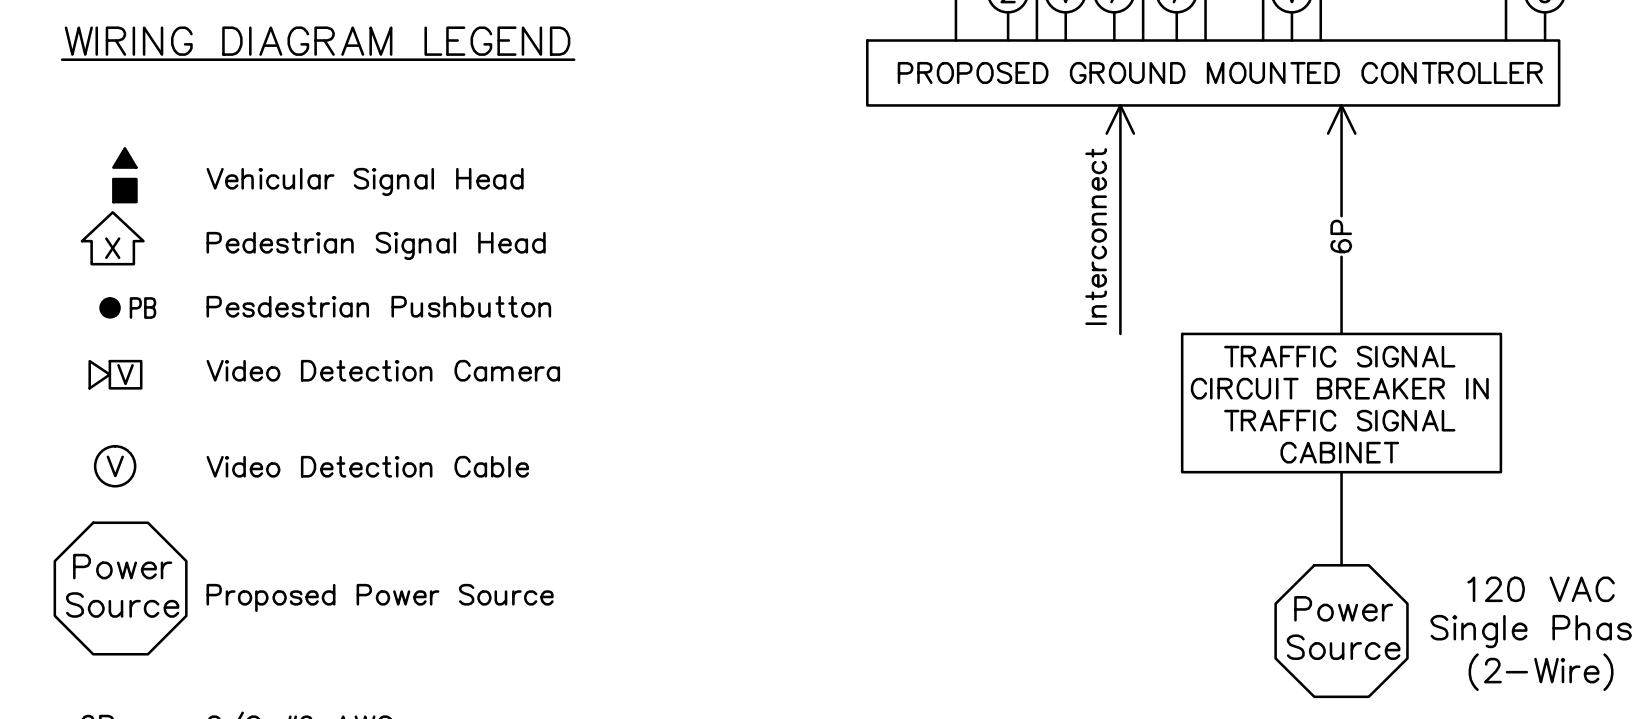 WIRING DIAGRAM LEGEND
Vehicular Signal Head
X
Pedestrian Signal Head
PB
Pesdestrian Pushbutton
V
Video Detection Camera
V
Video Detection Cable
Power
Source
Proposed Power Source
PROPOSED GROUND MOUNTED CONTROLLER
Interconnect
6P
TRAFFIC SIGNAL
CIRCUIT BREAKER IN
TRAFFIC SIGNAL
CABINET
Power
Source
120 VAC
Single Phas
(2-Wire)